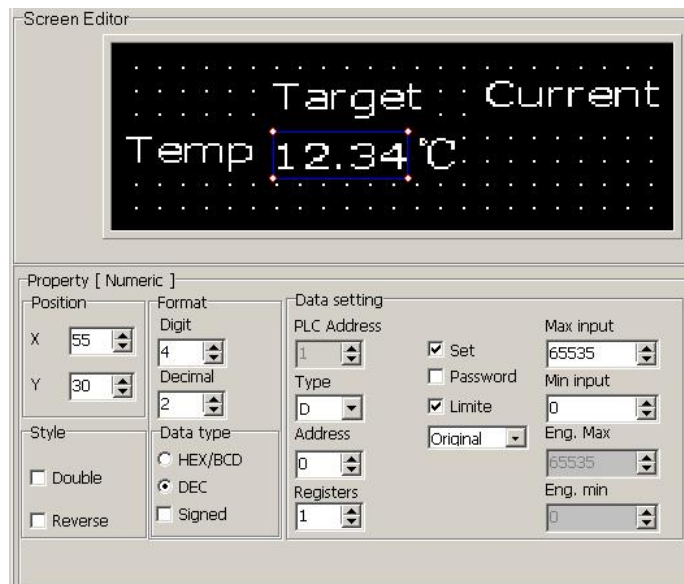 Screen Editor
Target Current
Temp 12.34 ℃
Property [ Numeric ]
Position
X 55
Y 30
Style
Double
Reverse
Format
Digit
4
Decimal
2
Data type
HEX/BCD
DEC
Signed
Data setting
PLC Address
1
Type
D
Address
0
Registers
1
Set
Password
Limite
Original
Max input
65535
Min input
0
Eng. Max
65535
Eng. min
0